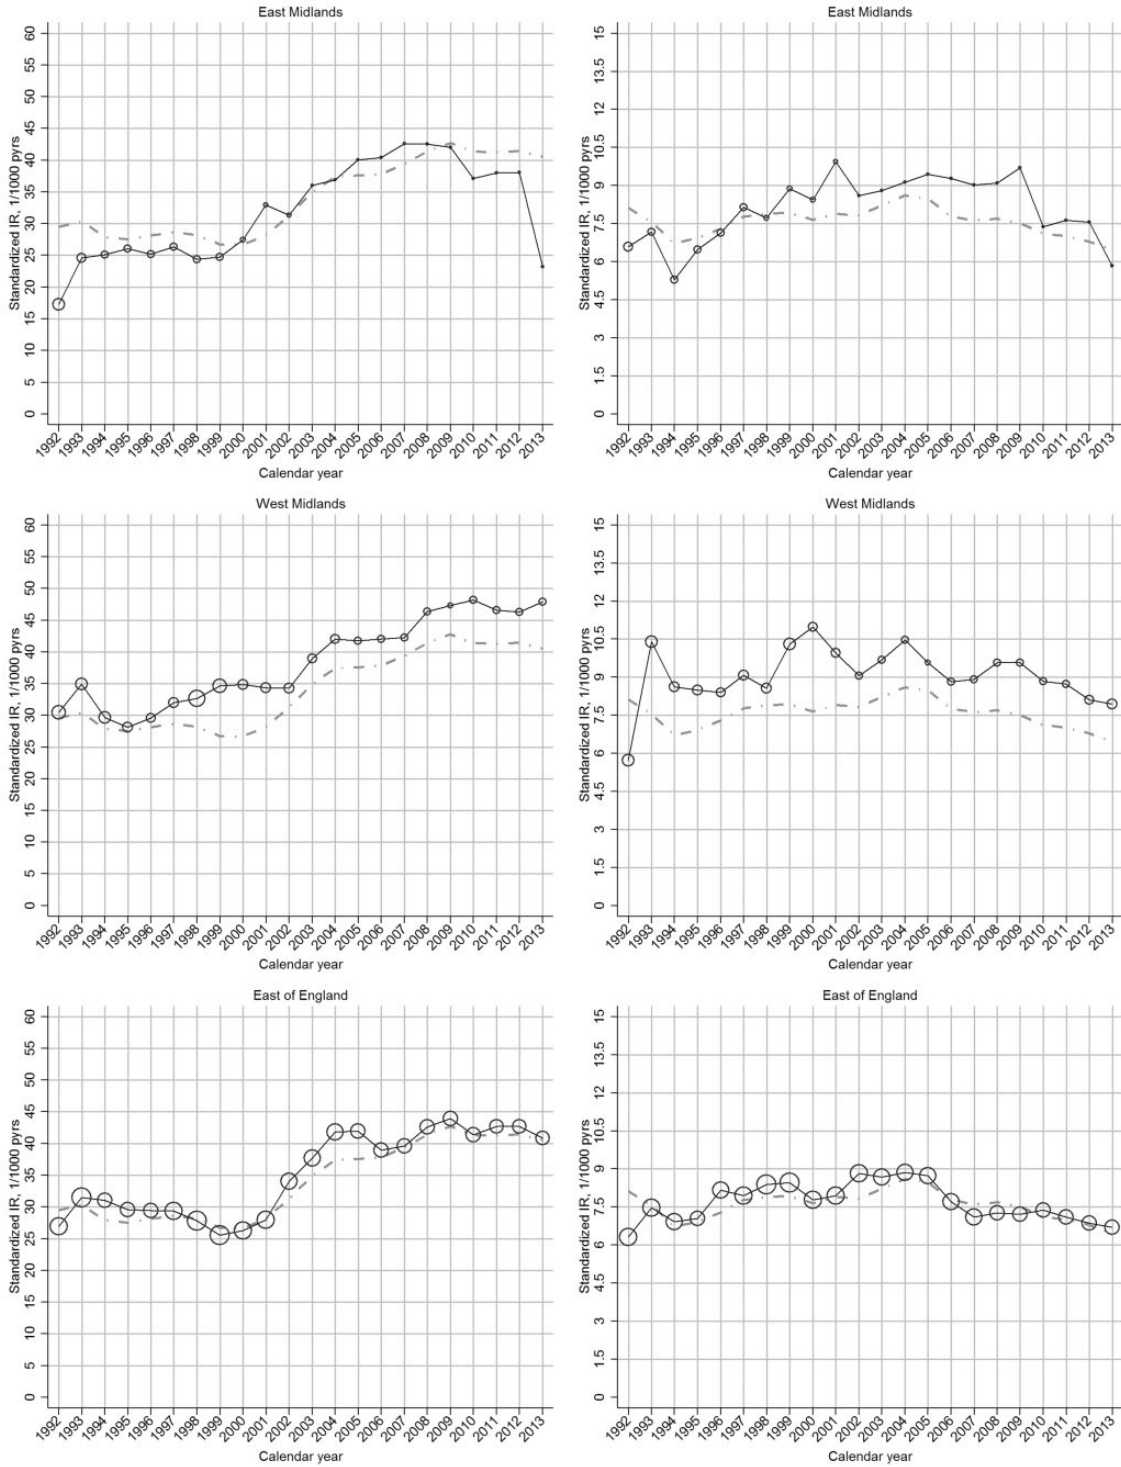 East Midlands
Standardized IR, 1/1000 pyrs
0 5 10 15 20 25 30 35 40 45 50 55 60
1992 1993 1994 1995 1996 1997 1998 1999 2000 2001 2002 2003 2004 2005 2006 2007 2008 2009 2010 2011 2012 2013
Calendar year
East Midlands
Standardized IR, 1/1000 pyrs
0 1.5 3 4.5 6 7.5 9 10.5 12 13.5 15
1992 1993 1994 1995 1996 1997 1998 1999 2000 2001 2002 2003 2004 2005 2006 2007 2008 2009 2010 2011 2012 2013
Calendar year
West Midlands
Standardized IR, 1/1000 pyrs
0 5 10 15 20 25 30 35 40 45 50 55 60
1992 1993 1994 1995 1996 1997 1998 1999 2000 2001 2002 2003 2004 2005 2006 2007 2008 2009 2010 2011 2012 2013
Calendar year
West Midlands
Standardized IR, 1/1000 pyrs
0 1.5 3 4.5 6 7.5 9 10.5 12 13.5 15
1992 1993 1994 1995 1996 1997 1998 1999 2000 2001 2002 2003 2004 2005 2006 2007 2008 2009 2010 2011 2012 2013
Calendar year
East of England
Standardized IR, 1/1000 pyrs
0 5 10 15 20 25 30 35 40 45 50 55 60
1992 1993 1994 1995 1996 1997 1998 1999 2000 2001 2002 2003 2004 2005 2006 2007 2008 2009 2010 2011 2012 2013
Calendar year
East of England
Standardized IR, 1/1000 pyrs
0 1.5 3 4.5 6 7.5 9 10.5 12 13.5 15
1992 1993 1994 1995 1996 1997 1998 1999 2000 2001 2002 2003 2004 2005 2006 2007 2008 2009 2010 2011 2012 2013
Calendar year